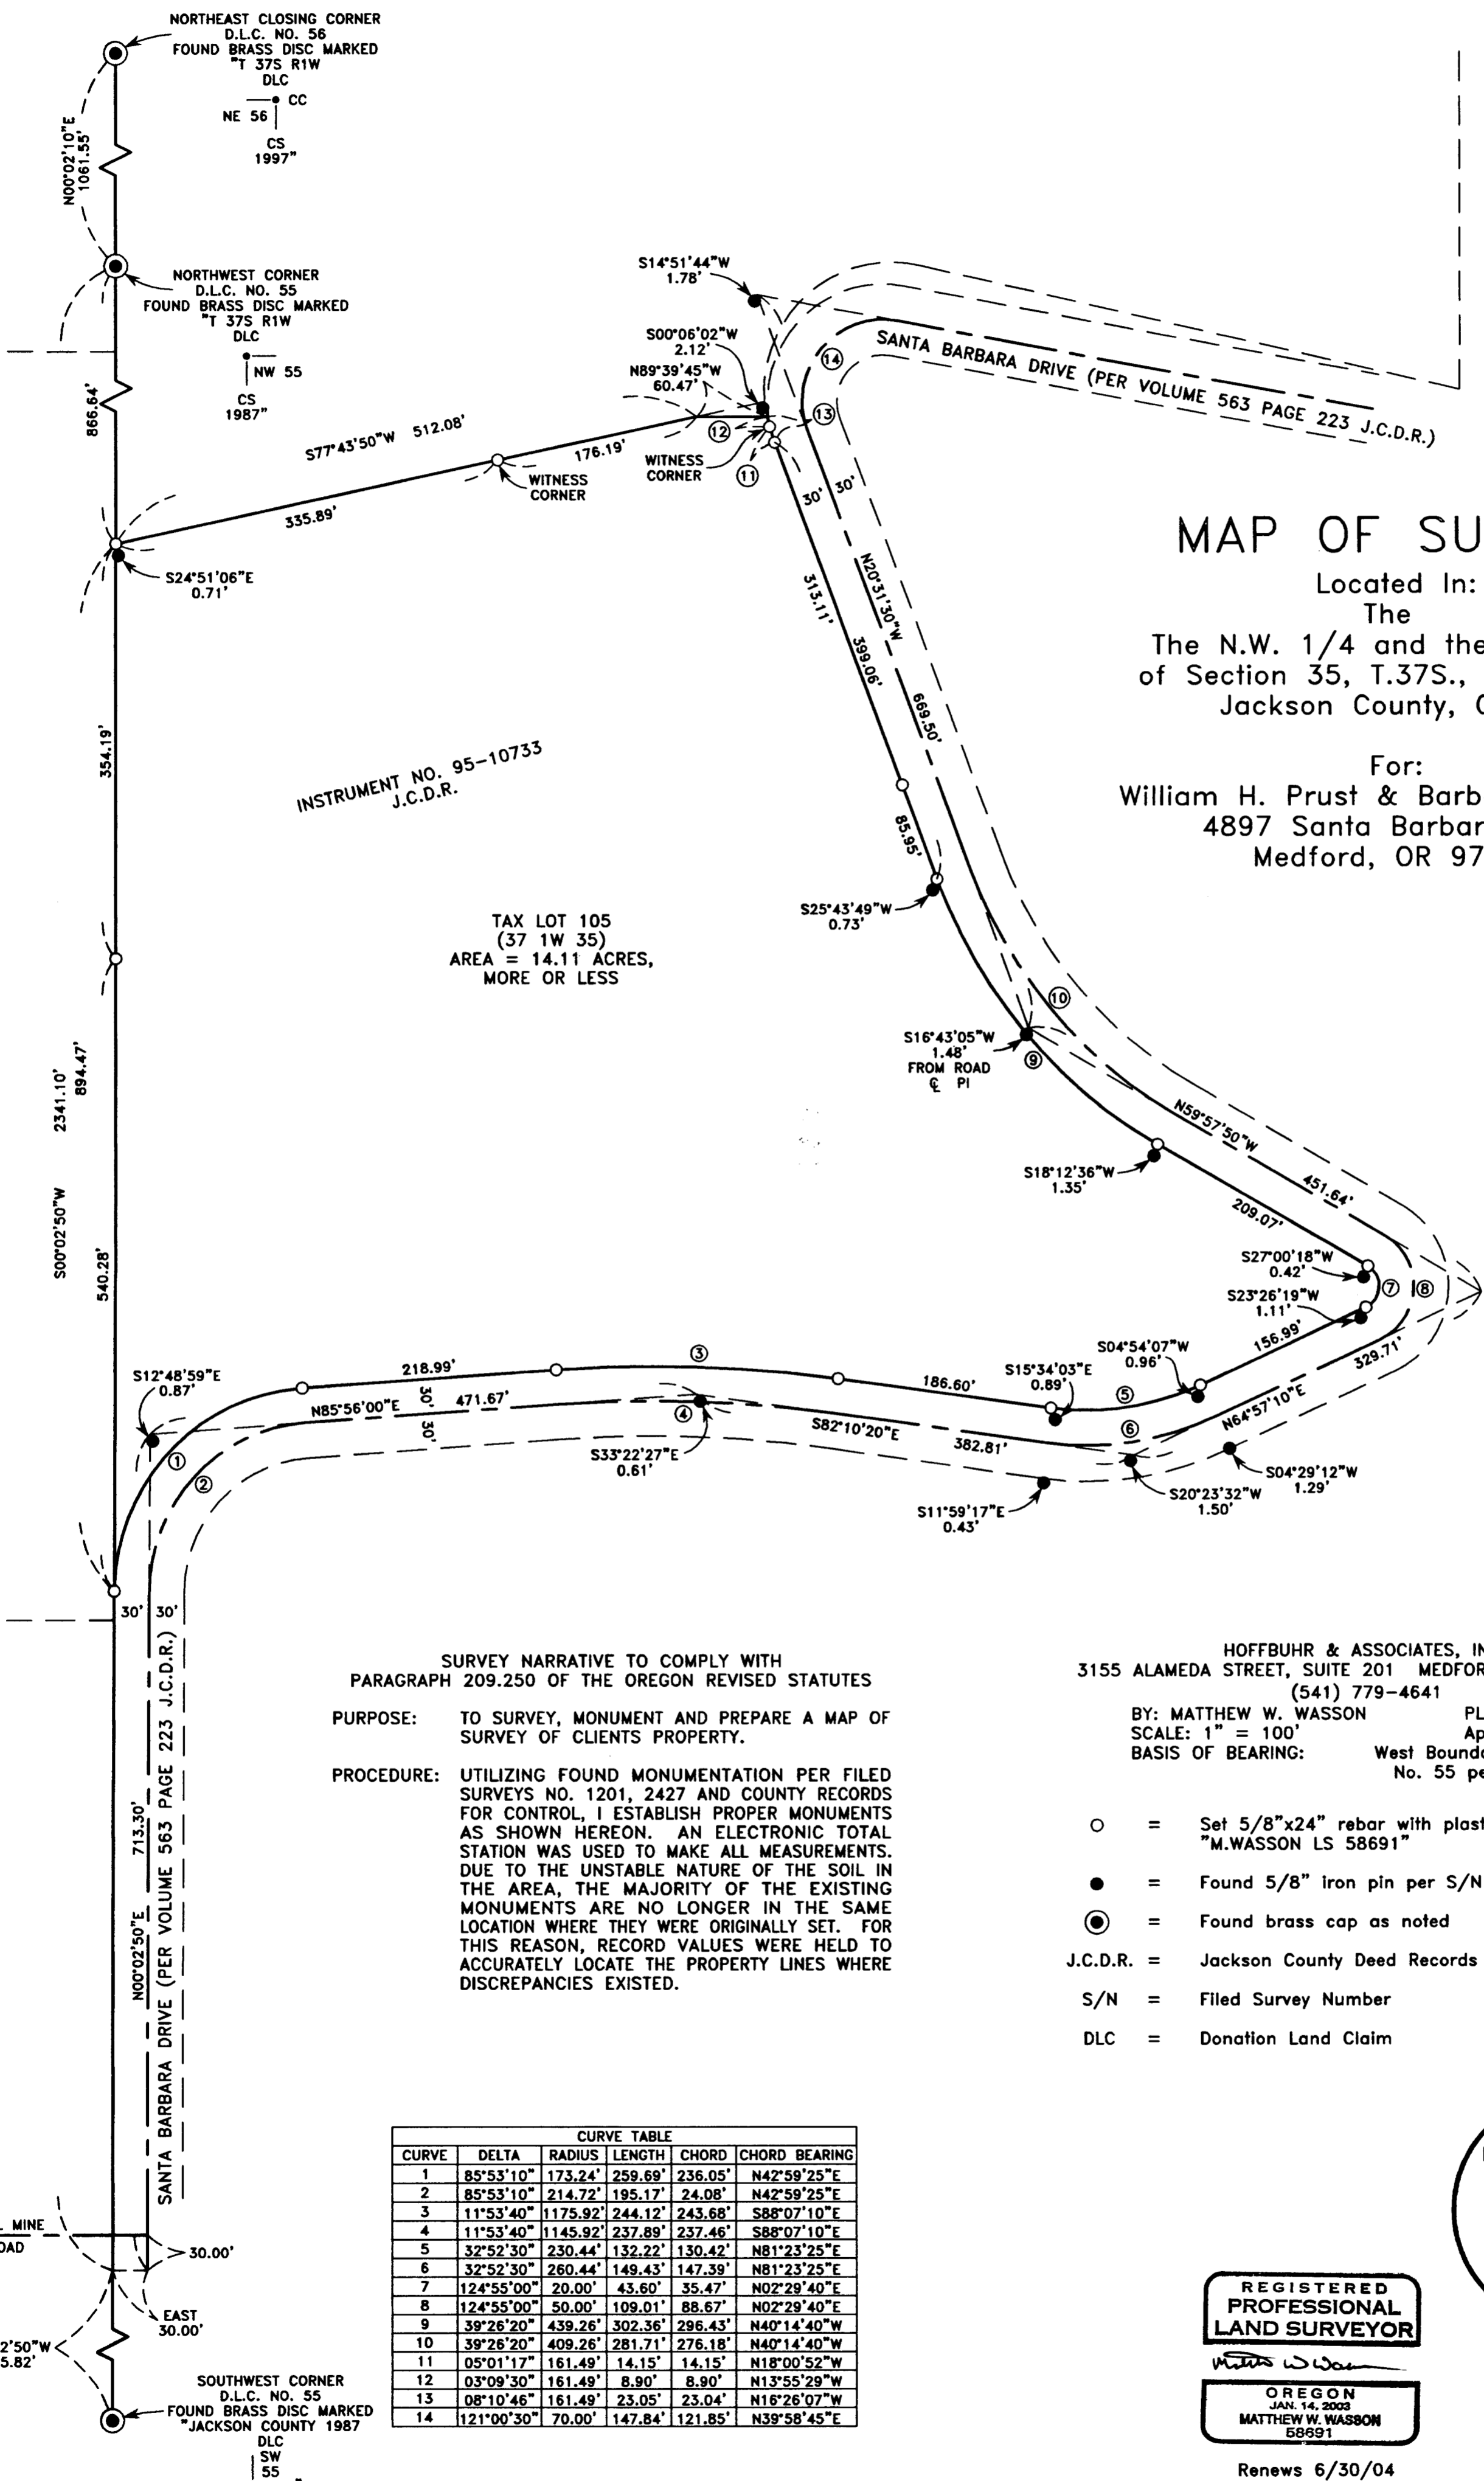 NORTHEAST CLOSING CORNER
D.L.C. NO. 56
FOUND BRASS DISC MARKED
"T 37S R1W
DLC
CC
NE 56
CS
1997"
N00°02'10"E
1061.55'
NORTHWEST CORNER
D.L.C. NO. 55
FOUND BRASS DISC MARKED
"T 37S R1W
DLC
NW 55
CS
1987"
866.64'
S14°51'44"W
1.78'
S00°06'02"W
2.12'
N89°39'45"W
60.47'
14
13
12
11
SANTA BARBARA DRIVE (PER VOLUME 563 PAGE 223 J.C.D.R.)
S77°43'50"W 512.08'
176.19'
335.89'
WITNESS
CORNER
WITNESS
CORNER
30' 30'
S24°51'06"E
0.71'
MAP OF SU
Located In:
The
The N.W. 1/4 and the
of Section 35, T.37S.,
Jackson County, O
For:
William H. Prust & Barb
4897 Santa Barbar
Medford, OR 97
313.11'
399.06'
N20°31'30"W
669.50'
85.95'
354.19'
INSTRUMENT NO. 95-10733
J.C.D.R.
S25°43'49"W
0.73'
TAX LOT 105
(37 1W 35)
AREA = 14.11 ACRES,
MORE OR LESS
10
S16°43'05"W
1.48'
FROM ROAD
℄ PI
9
S00°02'50"W 2341.10'
894.47'
540.28'
N59°57'50"W
451.64'
S18°12'36"W
1.35'
209.07'
S27°00'18"W
0.42'
7
8
S23°26'19"W
1.11'
156.99'
329.71'
N64°57'10"E
S04°54'07"W
0.96'
S15°34'03"E
0.89'
S12°48'59"E
0.87'
218.99'
3
186.60'
5
6
30' 30'
N85°56'00"E 471.67'
4
S82°10'20"E
382.81'
S33°22'27"E
0.61'
1
2
S04°29'12"W
1.29'
S20°23'32"W
1.50'
S11°59'17"E
0.43'
30' 30'
N00°02'50"E 713.30'
SANTA BARBARA DRIVE (PER VOLUME 563 PAGE 223 J.C.D.R.)
SURVEY NARRATIVE TO COMPLY WITH
PARAGRAPH 209.250 OF THE OREGON REVISED STATUTES
PURPOSE: TO SURVEY, MONUMENT AND PREPARE A MAP OF
SURVEY OF CLIENTS PROPERTY.
PROCEDURE: UTILIZING FOUND MONUMENTATION PER FILED
SURVEYS NO. 1201, 2427 AND COUNTY RECORDS
FOR CONTROL, I ESTABLISH PROPER MONUMENTS
AS SHOWN HEREON. AN ELECTRONIC TOTAL
STATION WAS USED TO MAKE ALL MEASUREMENTS.
DUE TO THE UNSTABLE NATURE OF THE SOIL IN
THE AREA, THE MAJORITY OF THE EXISTING
MONUMENTS ARE NO LONGER IN THE SAME
LOCATION WHERE THEY WERE ORIGINALLY SET. FOR
THIS REASON, RECORD VALUES WERE HELD TO
ACCURATELY LOCATE THE PROPERTY LINES WHERE
DISCREPANCIES EXISTED.
HOFFBUHR & ASSOCIATES, IN
3155 ALAMEDA STREET, SUITE 201 MEDFOR
(541) 779-4641
BY: MATTHEW W. WASSON PL
SCALE: 1" = 100' Ap
BASIS OF BEARING: West Bounda
No. 55 pe
○ = Set 5/8"x24" rebar with plast
"M.WASSON LS 58691"
● = Found 5/8" iron pin per S/N
= Found brass cap as noted
J.C.D.R. = Jackson County Deed Records
S/N = Filed Survey Number
DLC = Donation Land Claim
CURVE TABLE
CURVE DELTA RADIUS LENGTH CHORD CHORD BEARING
1 85°53'10" 173.24' 259.69' 236.05' N42°59'25"E
2 85°53'10" 214.72' 195.17' 24.08' N42°59'25"E
3 11°53'40" 1175.92' 244.12' 243.68' S88°07'10"E
4 11°53'40" 1145.92' 237.89' 237.46' S88°07'10"E
5 32°52'30" 230.44' 132.22' 130.42' N81°23'25"E
6 32°52'30" 260.44' 149.43' 147.39' N81°23'25"E
7 124°55'00" 20.00' 43.60' 35.47' N02°29'40"E
8 124°55'00" 50.00' 109.01' 88.67' N02°29'40"E
9 39°26'20" 439.26' 302.36' 296.43' N40°14'40"W
10 39°26'20" 409.26' 281.71' 276.18' N40°14'40"W
11 05°01'17" 161.49' 14.15' 14.15' N18°00'52"W
12 03°09'30" 161.49' 8.90' 8.90' N13°55'29"W
13 08°10'46" 161.49' 23.05' 23.04' N16°26'07"W
14 121°00'30" 70.00' 147.84' 121.85' N39°58'45"E
MINE
OAD
30.00'
EAST
30.00'
2'50"W
5.82'
SOUTHWEST CORNER
D.L.C. NO. 55
FOUND BRASS DISC MARKED
"JACKSON COUNTY 1987
DLC
SW
55
REGISTERED
PROFESSIONAL
LAND SURVEYOR
OREGON
JAN. 14, 2003
MATTHEW W. WASSON
58691
Renews 6/30/04